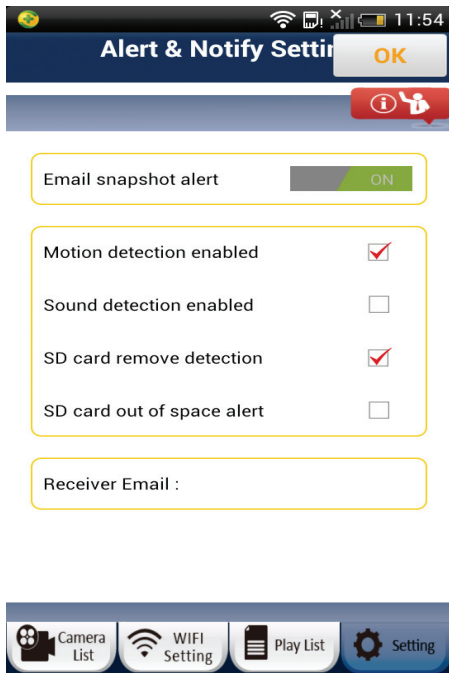 11:54
Alert & Notify Settin
OK
Email snapshot alert
ON
Motion detection enabled
Sound detection enabled
SD card remove detection
SD card out of space alert
Receiver Email :
Camera
List
WIFI
Setting
Play List
Setting